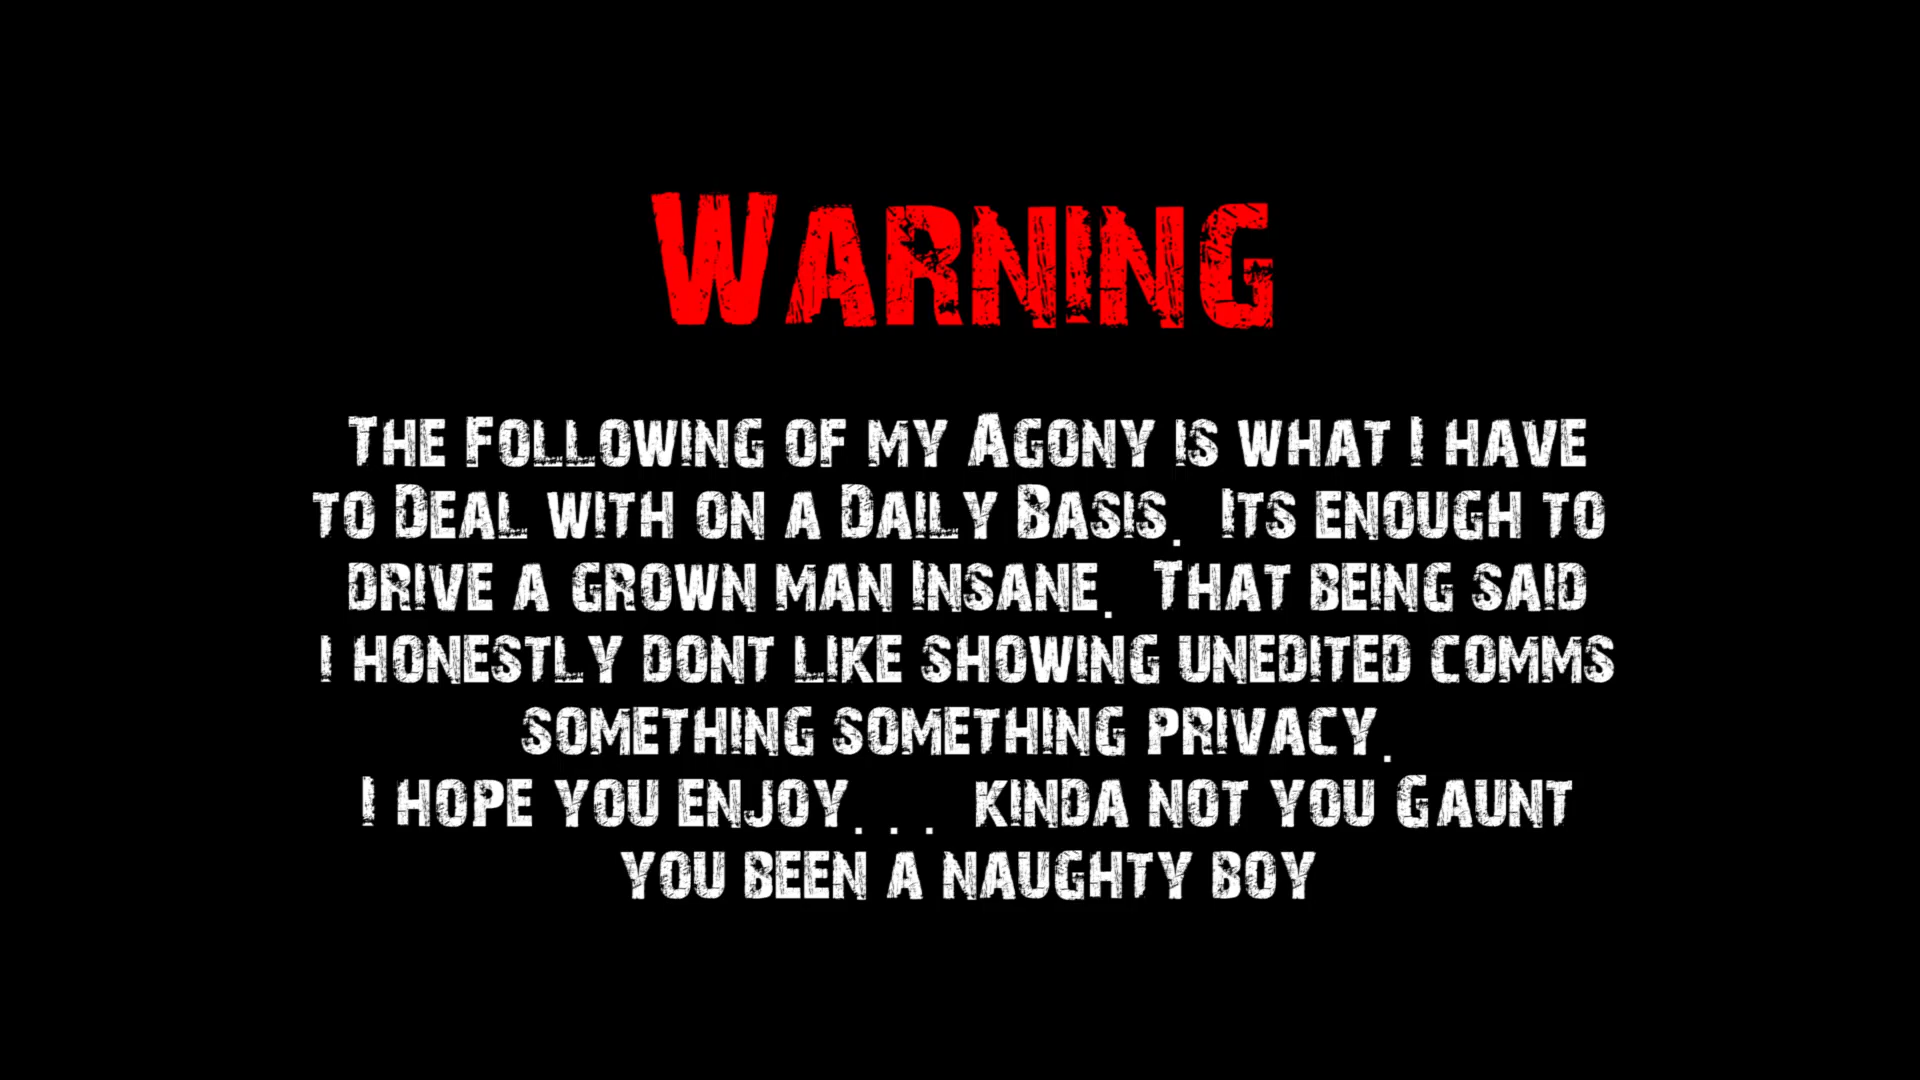 Warning
The Following of my Agony is what I have
to Deal with on a Daily Basis. Its enough to
drive a grown man Insane. That being said
I honestly dont like showing unedited comms
something something privacy.
I hope you enjoy... kinda not you Gaunt
you been a naughty boy